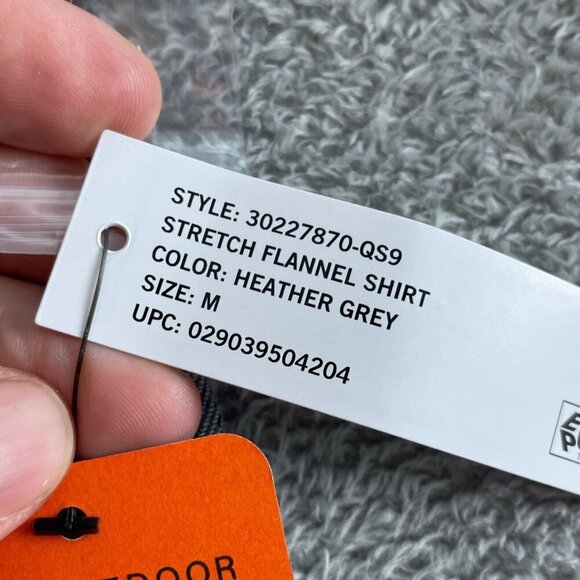 STYLE: 30227870-QS9
STRETCH FLANNEL SHIRT
COLOR: HEATHER GREY
SIZE: M
UPC: 029039504204